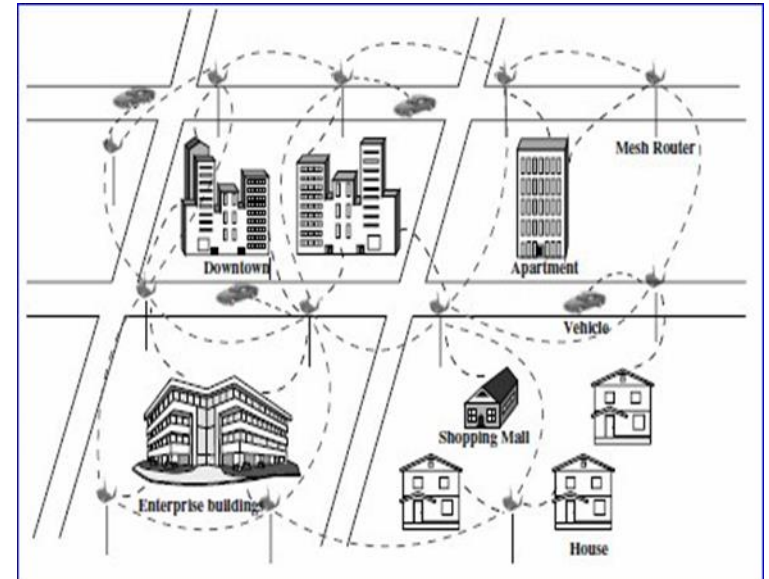 Mesh Router
Downtown
Apartment
Vehicle
Shopping Mall
Enterprise buildings
House